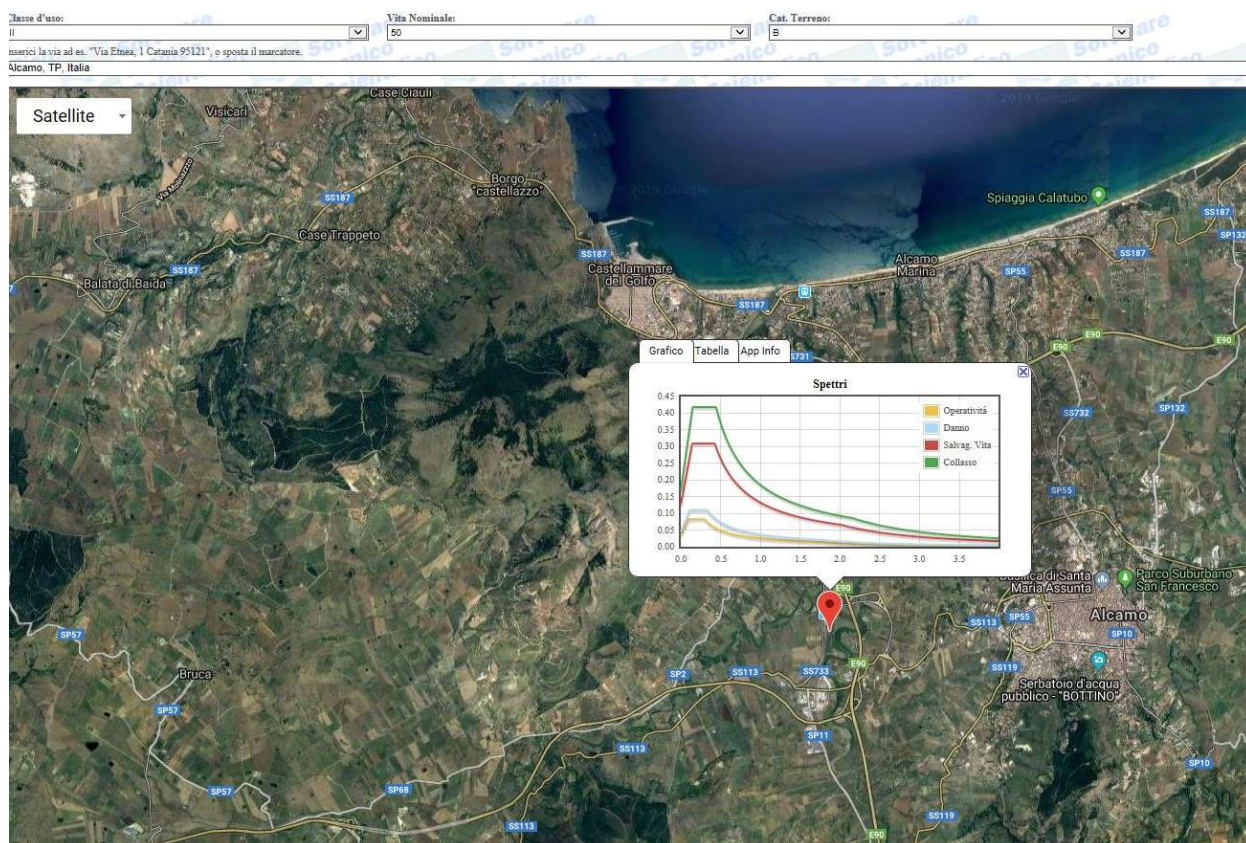 Classe d'uso:
Vita Nominale:
Cat. Terreno:
II
50
B
nserici la via ad es. "Via Etnea, 1 Catania 95121", o sposta il marcatore.
Alcamo, TP, Italia
Satellite
Visicari
Case Ciauli
© 2019 Google
Via Mogiazzo
Borgo
"castellazzo"
2019 Google
SS187
Spiaggia Calatubo
SS187
Case Trappeto
SP132
SS187
SS187
Alcamo
Marina
SS187
Balata di Baida
Castellammare
del Golfo
SP55
SS187
E90
E90
E90
Grafico
Tabella
App Info
S731
Spettri
0.45
0.40
0.35
0.30
0.25
0.20
0.15
0.10
0.05
0.00
0.0
0.5
1.0
1.5
2.0
2.5
3.0
3.5
Operatività
Danno
Salvag. Vita
Collasso
SS732
SP132
SP55
Basilica di Santa
Maria Assunta
Parco Suburbano
San Francesco
E90
Alcamo
SS113
SP55
SP10
SP57
Bruca
SP2
SS113
SS733
E90
SS119
Serbatoio d'acqua
pubblico - "BOTTINO"
SP57
SP11
SS113
SP10
SP57
SP68
SS113
SS119
E90